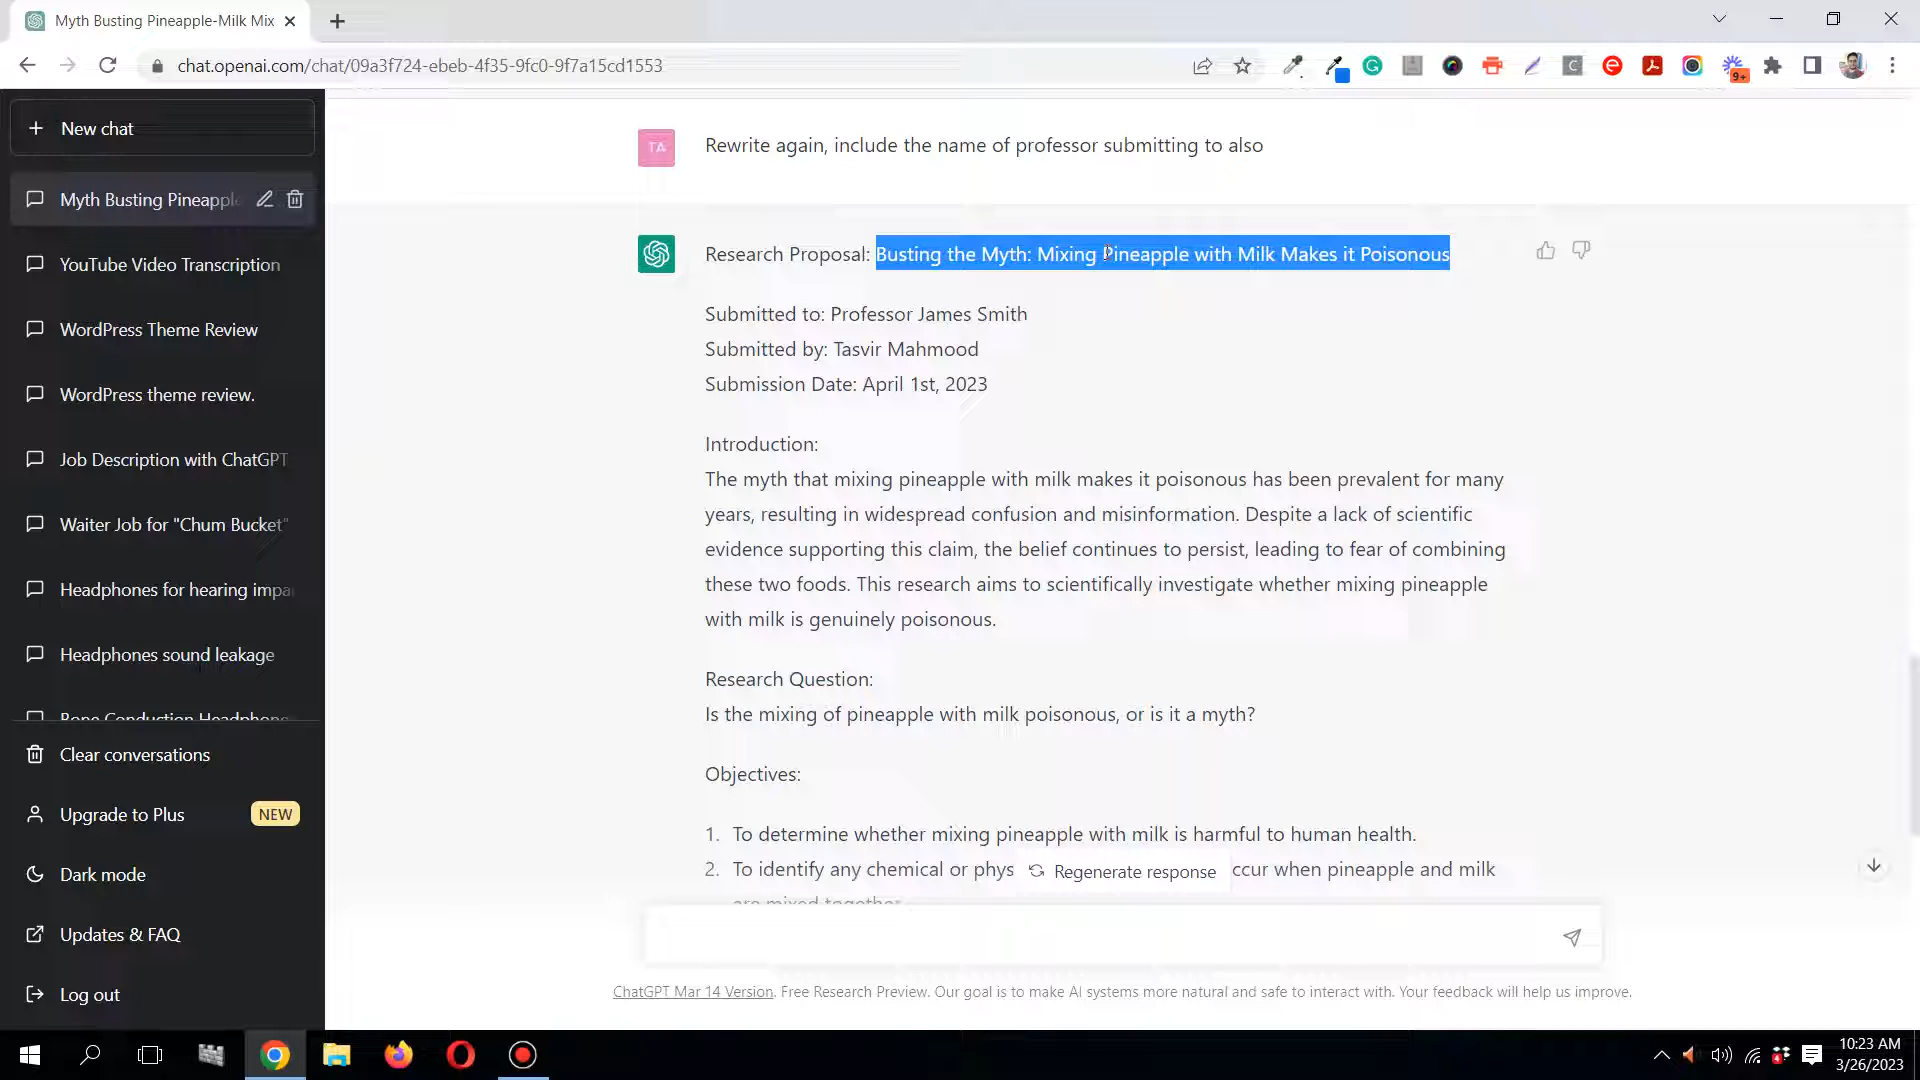 Myth Busting Pineapple-Milk Mix
chat.openai.com/chat/09a3f724-ebeb-4f35-9fc0-9f7a15cd1553
9+
New chat
Myth Busting Pineapple
YouTube Video Transcription
WordPress Theme Review
WordPress theme review.
Job Description with ChatGPT
Waiter Job for "Chum Bucket"
Headphones for hearing impa
Headphones sound leakage
Bone Conduction Headphone
Clear conversations
Upgrade to Plus NEW
Dark mode
Updates & FAQ
Log out
TA
Rewrite again, include the name of professor submitting to also
Research Proposal: Busting the Myth: Mixing Pineapple with Milk Makes it Poisonous
Submitted to: Professor James Smith
Submitted by: Tasvir Mahmood
Submission Date: April 1st, 2023
Introduction:
The myth that mixing pineapple with milk makes it poisonous has been prevalent for many
years, resulting in widespread confusion and misinformation. Despite a lack of scientific
evidence supporting this claim, the belief continues to persist, leading to fear of combining
these two foods. This research aims to scientifically investigate whether mixing pineapple
with milk is genuinely poisonous.
Research Question:
Is the mixing of pineapple with milk poisonous, or is it a myth?
Objectives:
1. To determine whether mixing pineapple with milk is harmful to human health.
2. To identify any chemical or phys ccur when pineapple and milk
are mixed together
Regenerate response
ChatGPT Mar 14 Version. Free Research Preview. Our goal is to make AI systems more natural and safe to interact with. Your feedback will help us improve.
10:23 AM
3/26/2023